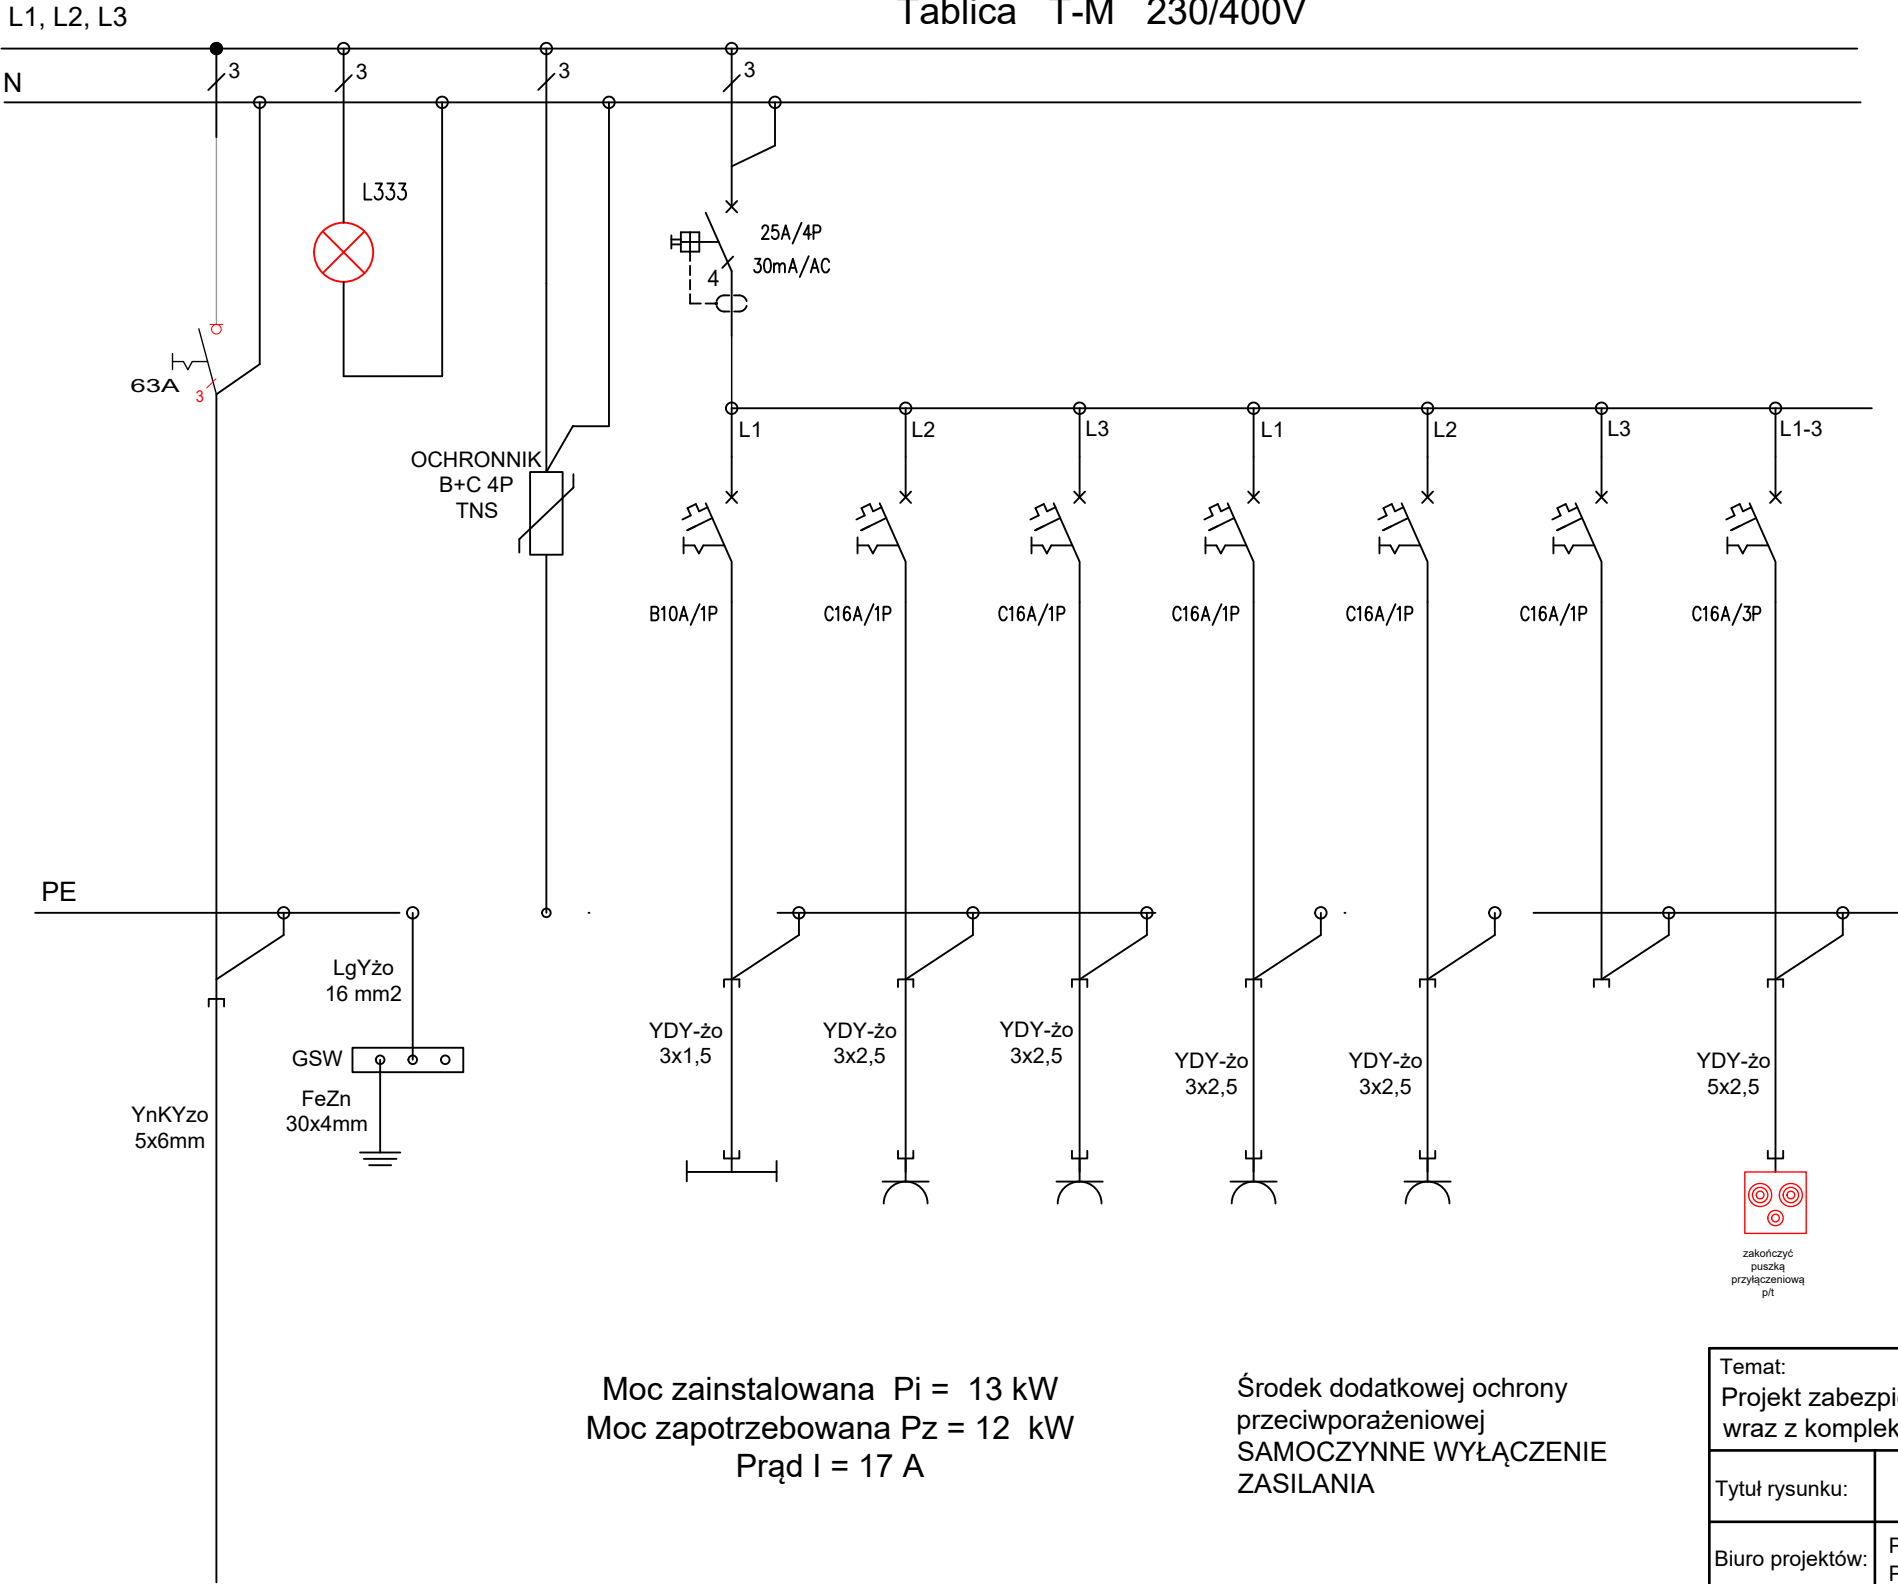 Tablica T-M 230/400V
L1, L2, L3
N
3
3
3
3
L333
25A/4P
30mA/AC
4
63A
3
OCHRONNIK
B+C 4P
TNS
L1
L2
L3
L1
L2
L3
L1-3
B10A/1P
C16A/1P
C16A/1P
C16A/1P
C16A/1P
C16A/1P
C16A/3P
PE
LgYżo
16 mm2
GSW
FeZn
30x4mm
YnKYzo
5x6mm
YDY-żo
3x1,5
YDY-żo
3x2,5
YDY-żo
3x2,5
YDY-żo
3x2,5
YDY-żo
3x2,5
YDY-żo
5x2,5
zakończyć
puszką
przyłączeniową
p/t
Moc zainstalowana Pi = 13 kW
Moc zapotrzebowana Pz = 12 kW
Prąd I = 17 A
Środek dodatkowej ochrony
przeciwporażeniowej
SAMOCZYNNE WYŁĄCZENIE
ZASILANIA
Temat:
Projekt zabezpie
wraz z komplek
Tytuł rysunku:
Biuro projektów: